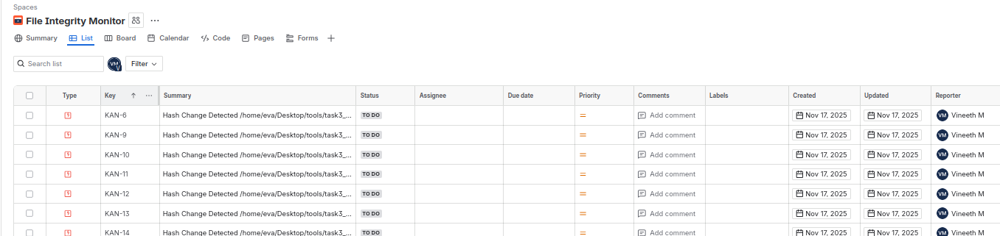 Spaces
File Integrity Monitor
Summary List Board Calendar Code Pages Forms
Search list VM V Filter
Type Key Summary Status Assignee Due date Priority Comments Labels Created Updated Reporter
KAN-6 Hash Change Detected /home/eva/Desktop/tools/task3_... TO DO Add comment Nov 17, 2025 Nov 17, 2025 VM Vineeth M
KAN-9 Hash Change Detected /home/eva/Desktop/tools/task3_... TO DO Add comment Nov 17, 2025 Nov 17, 2025 VM Vineeth M
KAN-10 Hash Change Detected /home/eva/Desktop/tools/task3_... TO DO Add comment Nov 17, 2025 Nov 17, 2025 VM Vineeth M
KAN-11 Hash Change Detected /home/eva/Desktop/tools/task3_... TO DO Add comment Nov 17, 2025 Nov 17, 2025 VM Vineeth M
KAN-12 Hash Change Detected /home/eva/Desktop/tools/task3_... TO DO Add comment Nov 17, 2025 Nov 17, 2025 VM Vineeth M
KAN-13 Hash Change Detected /home/eva/Desktop/tools/task3_... TO DO Add comment Nov 17, 2025 Nov 17, 2025 VM Vineeth M
KAN-14 Hash Change Detected /home/eva/Desktop/tools/task3_... TO DO Add comment Nov 17, 2025 Nov 17, 2025 VM Vineeth M